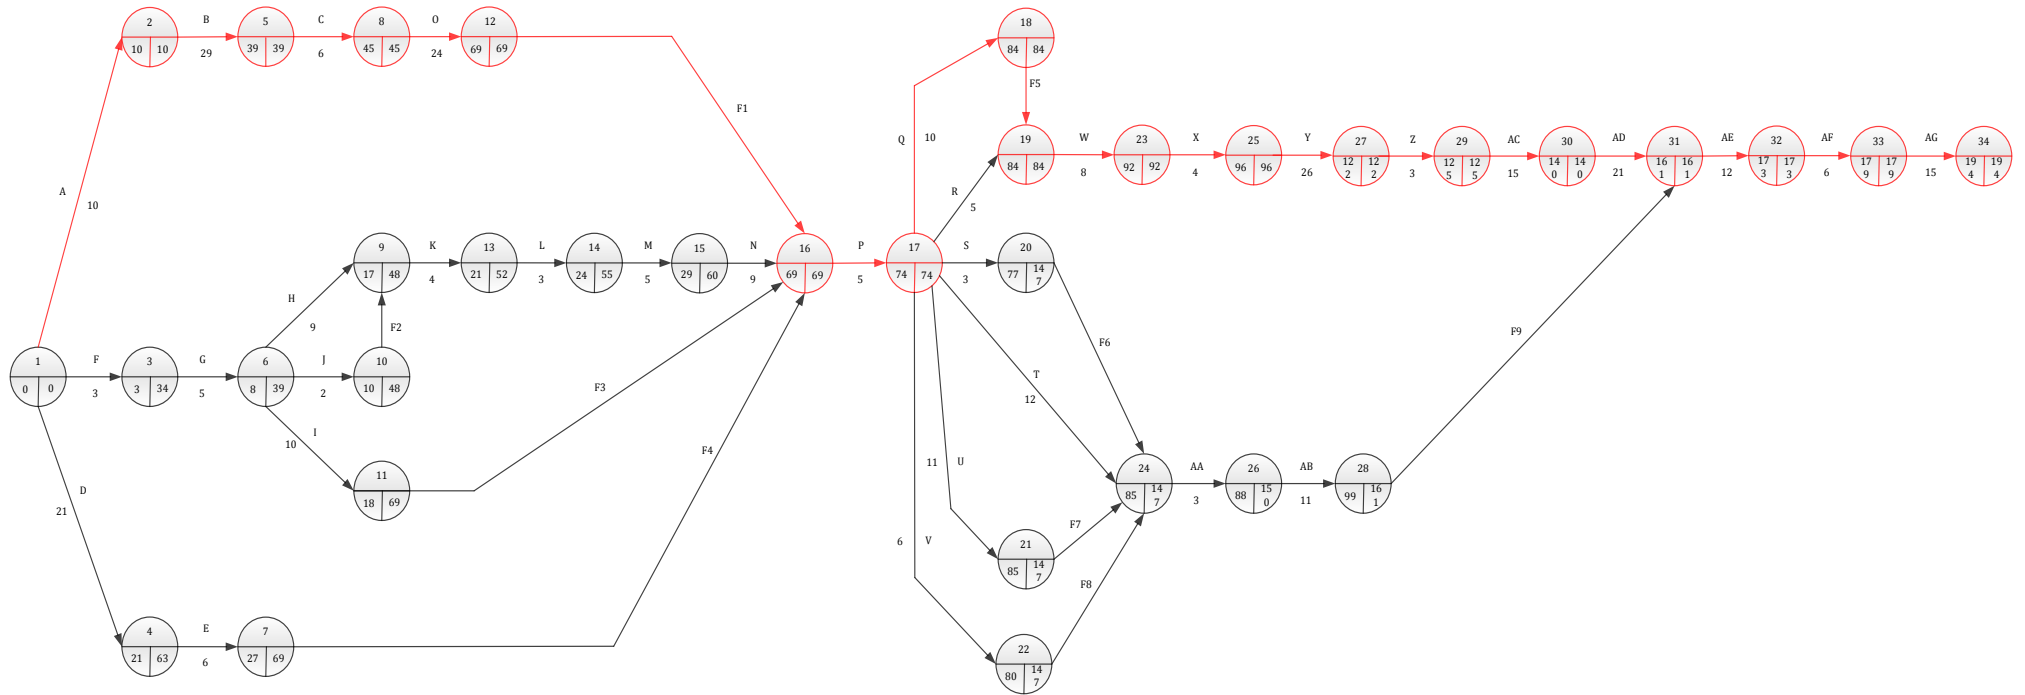 2
10 10
B
29
5
39 39
C
6
8
45 45
O
24
12
69 69
F1
18
84 84
F5
Q
10
A
10
19
84 84
W
8
23
92 92
X
4
25
96 96
Y
26
27
12 12
2 2
Z
3
29
12 12
5 5
AC
15
30
14 14
0 0
AD
21
31
16 16
1 1
AE
12
32
17 17
3 3
AF
6
33
17 17
9 9
AG
15
34
19 19
4 4
R
5
9
17 48
K
4
13
21 52
L
3
14
24 55
M
5
15
29 60
N
9
16
69 69
P
5
17
74 74
S
3
20
77 14
7
H
9
F2
F9
F6
1
0 0
F
3
3
3 34
G
5
6
8 39
J
2
10
10 48
F3
T
12
I
10
11
18 69
F4
11 U
24
85 14
7
AA
3
26
88 15
0
AB
11
28
99 16
1
D
21
F7
6 V
21
85 14
7
F8
4
21 63
E
6
7
27 69
22
80 14
7